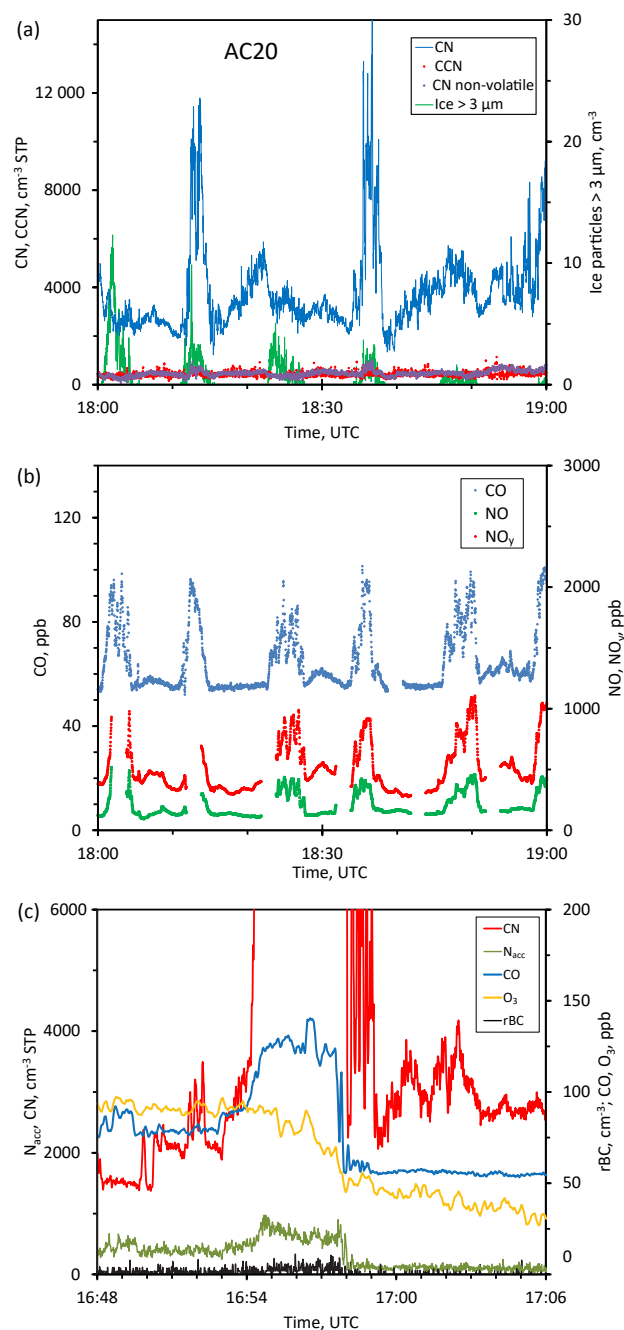 (a)
AC20
CN
CCN
CN non-volatile
Ice > 3 µm
12 000
8000
4000
0
30
20
10
0
CN, CCN, cm⁻³ STP
Ice particles > 3 µm, cm⁻³
18:00
18:30
19:00
Time, UTC
(b)
CO
NO
NOy
120
80
40
0
3000
2000
1000
0
CO, ppb
NO, NOy, ppb
18:00
18:30
19:00
Time, UTC
(c)
CN
Nacc
CO
O₃
rBC
6000
4000
2000
0
200
150
100
50
0
Nacc, CN, cm⁻³ STP
rBC, cm⁻³; CO, O₃, ppb
16:48
16:54
17:00
17:06
Time, UTC